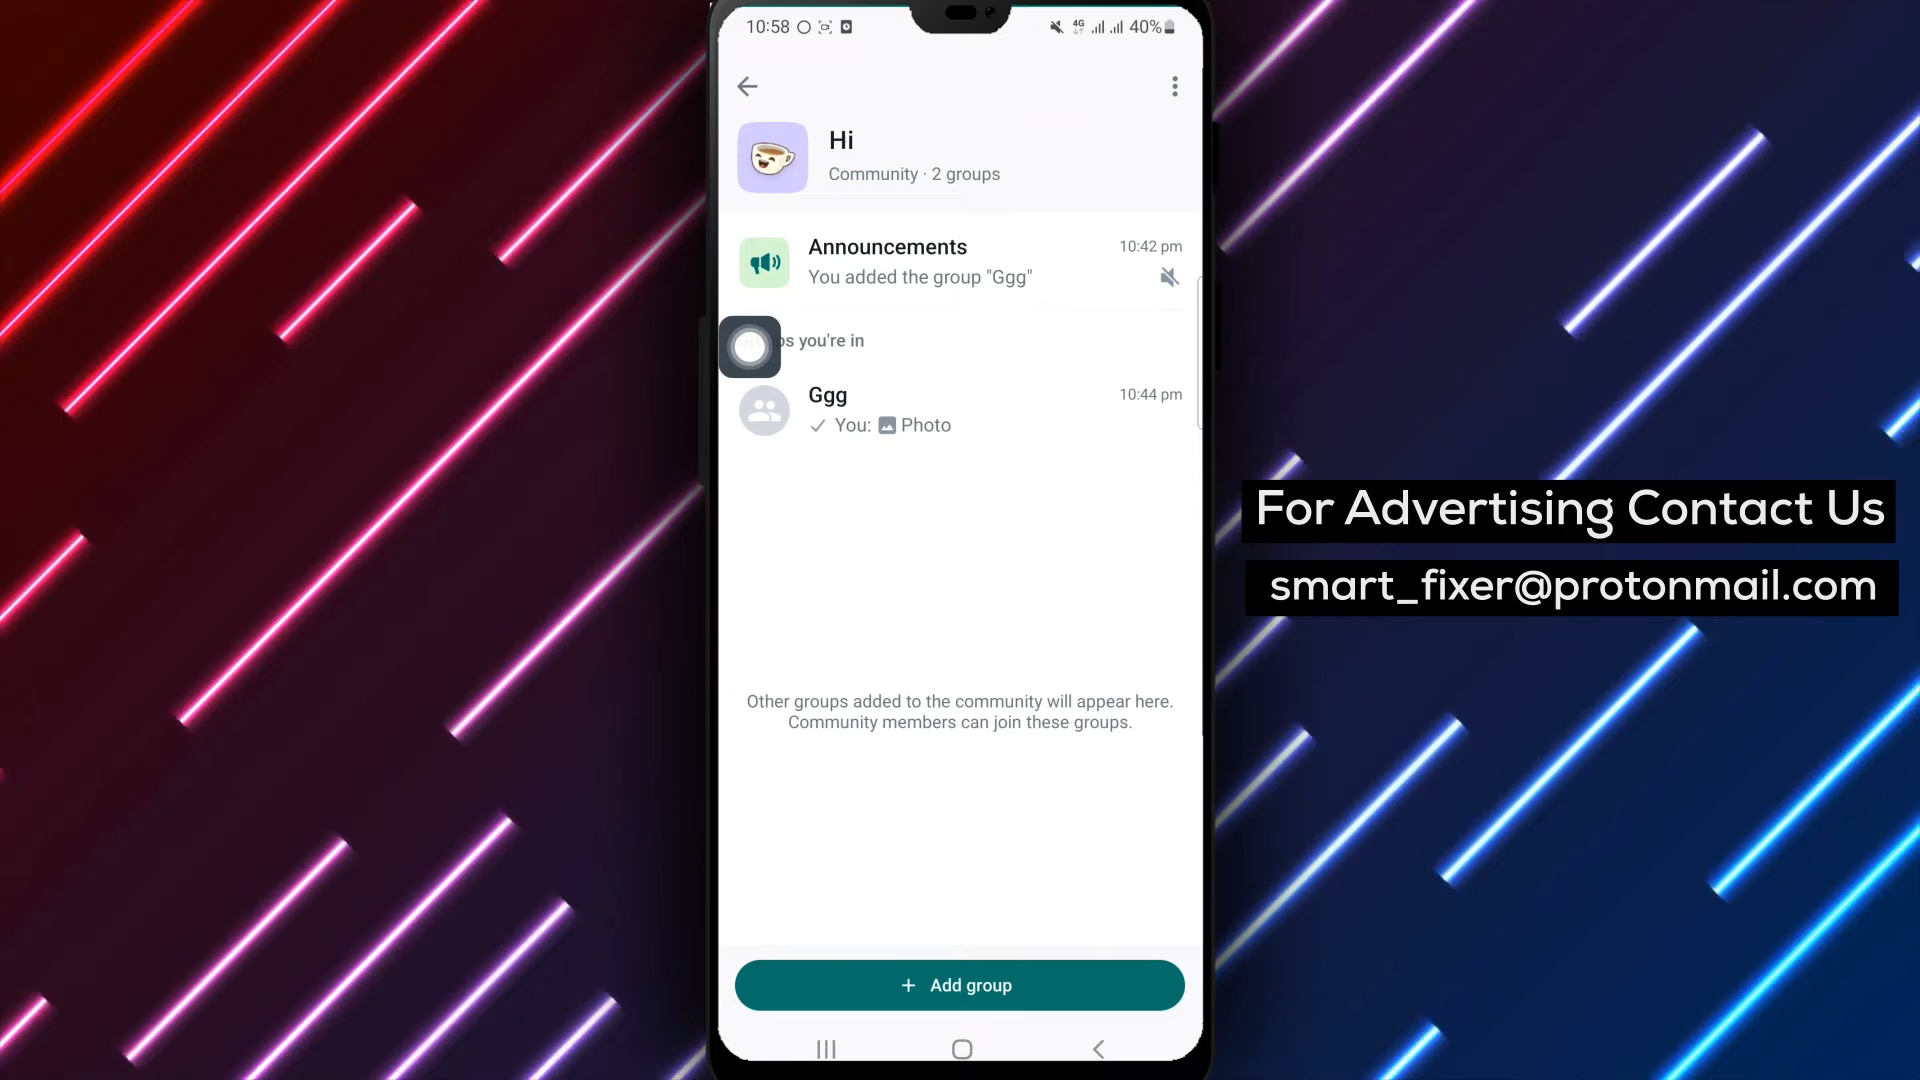 10:58
4G
40%
Hi
Community · 2 groups
Announcements
10:42 pm
You added the group "Ggg"
you're in
Ggg
10:44 pm
You: Photo
Other groups added to the community will appear here.
Community members can join these groups.
+ Add group
For Advertising Contact Us
smart_fixer@protonmail.com